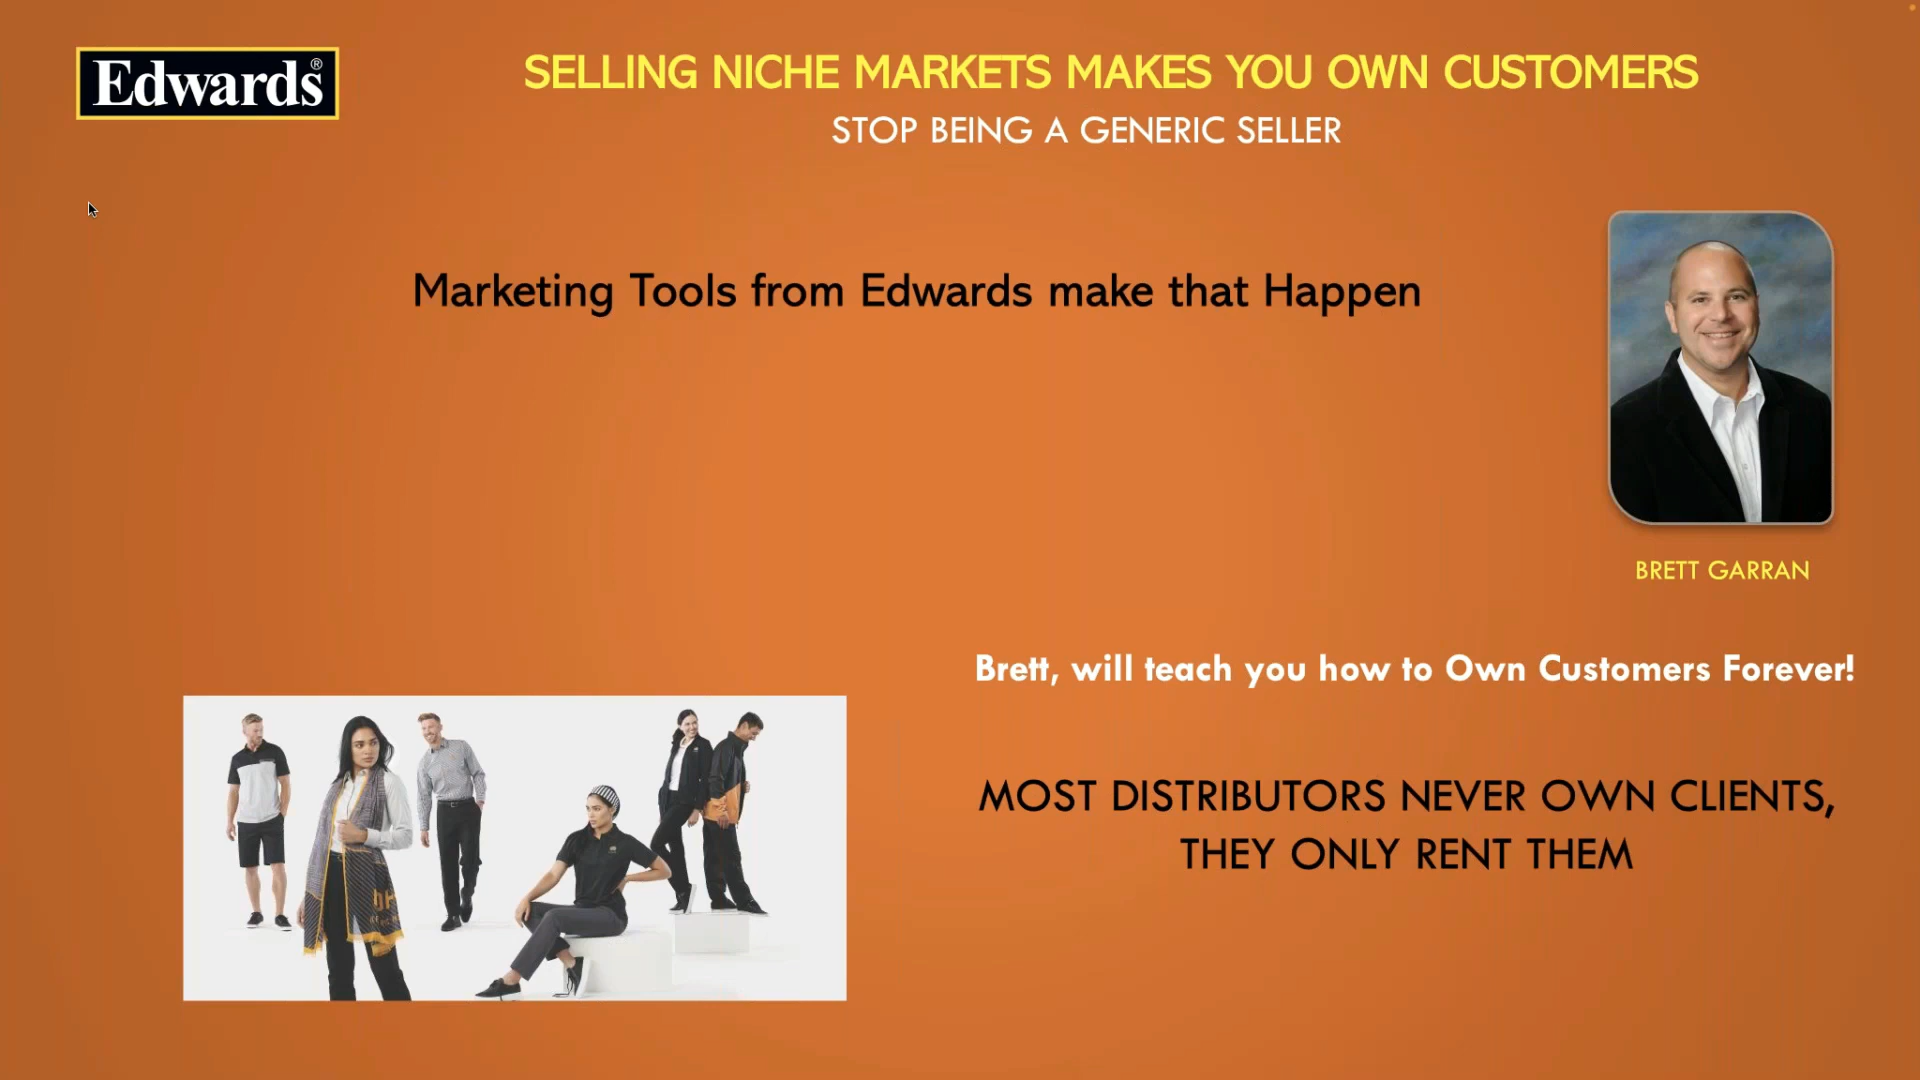 Edwards®
SELLING NICHE MARKETS MAKES YOU OWN CUSTOMERS
STOP BEING A GENERIC SELLER
Marketing Tools from Edwards make that Happen
BRETT GARRAN
Brett, will teach you how to Own Customers Forever!
MOST DISTRIBUTORS NEVER OWN CLIENTS,
THEY ONLY RENT THEM